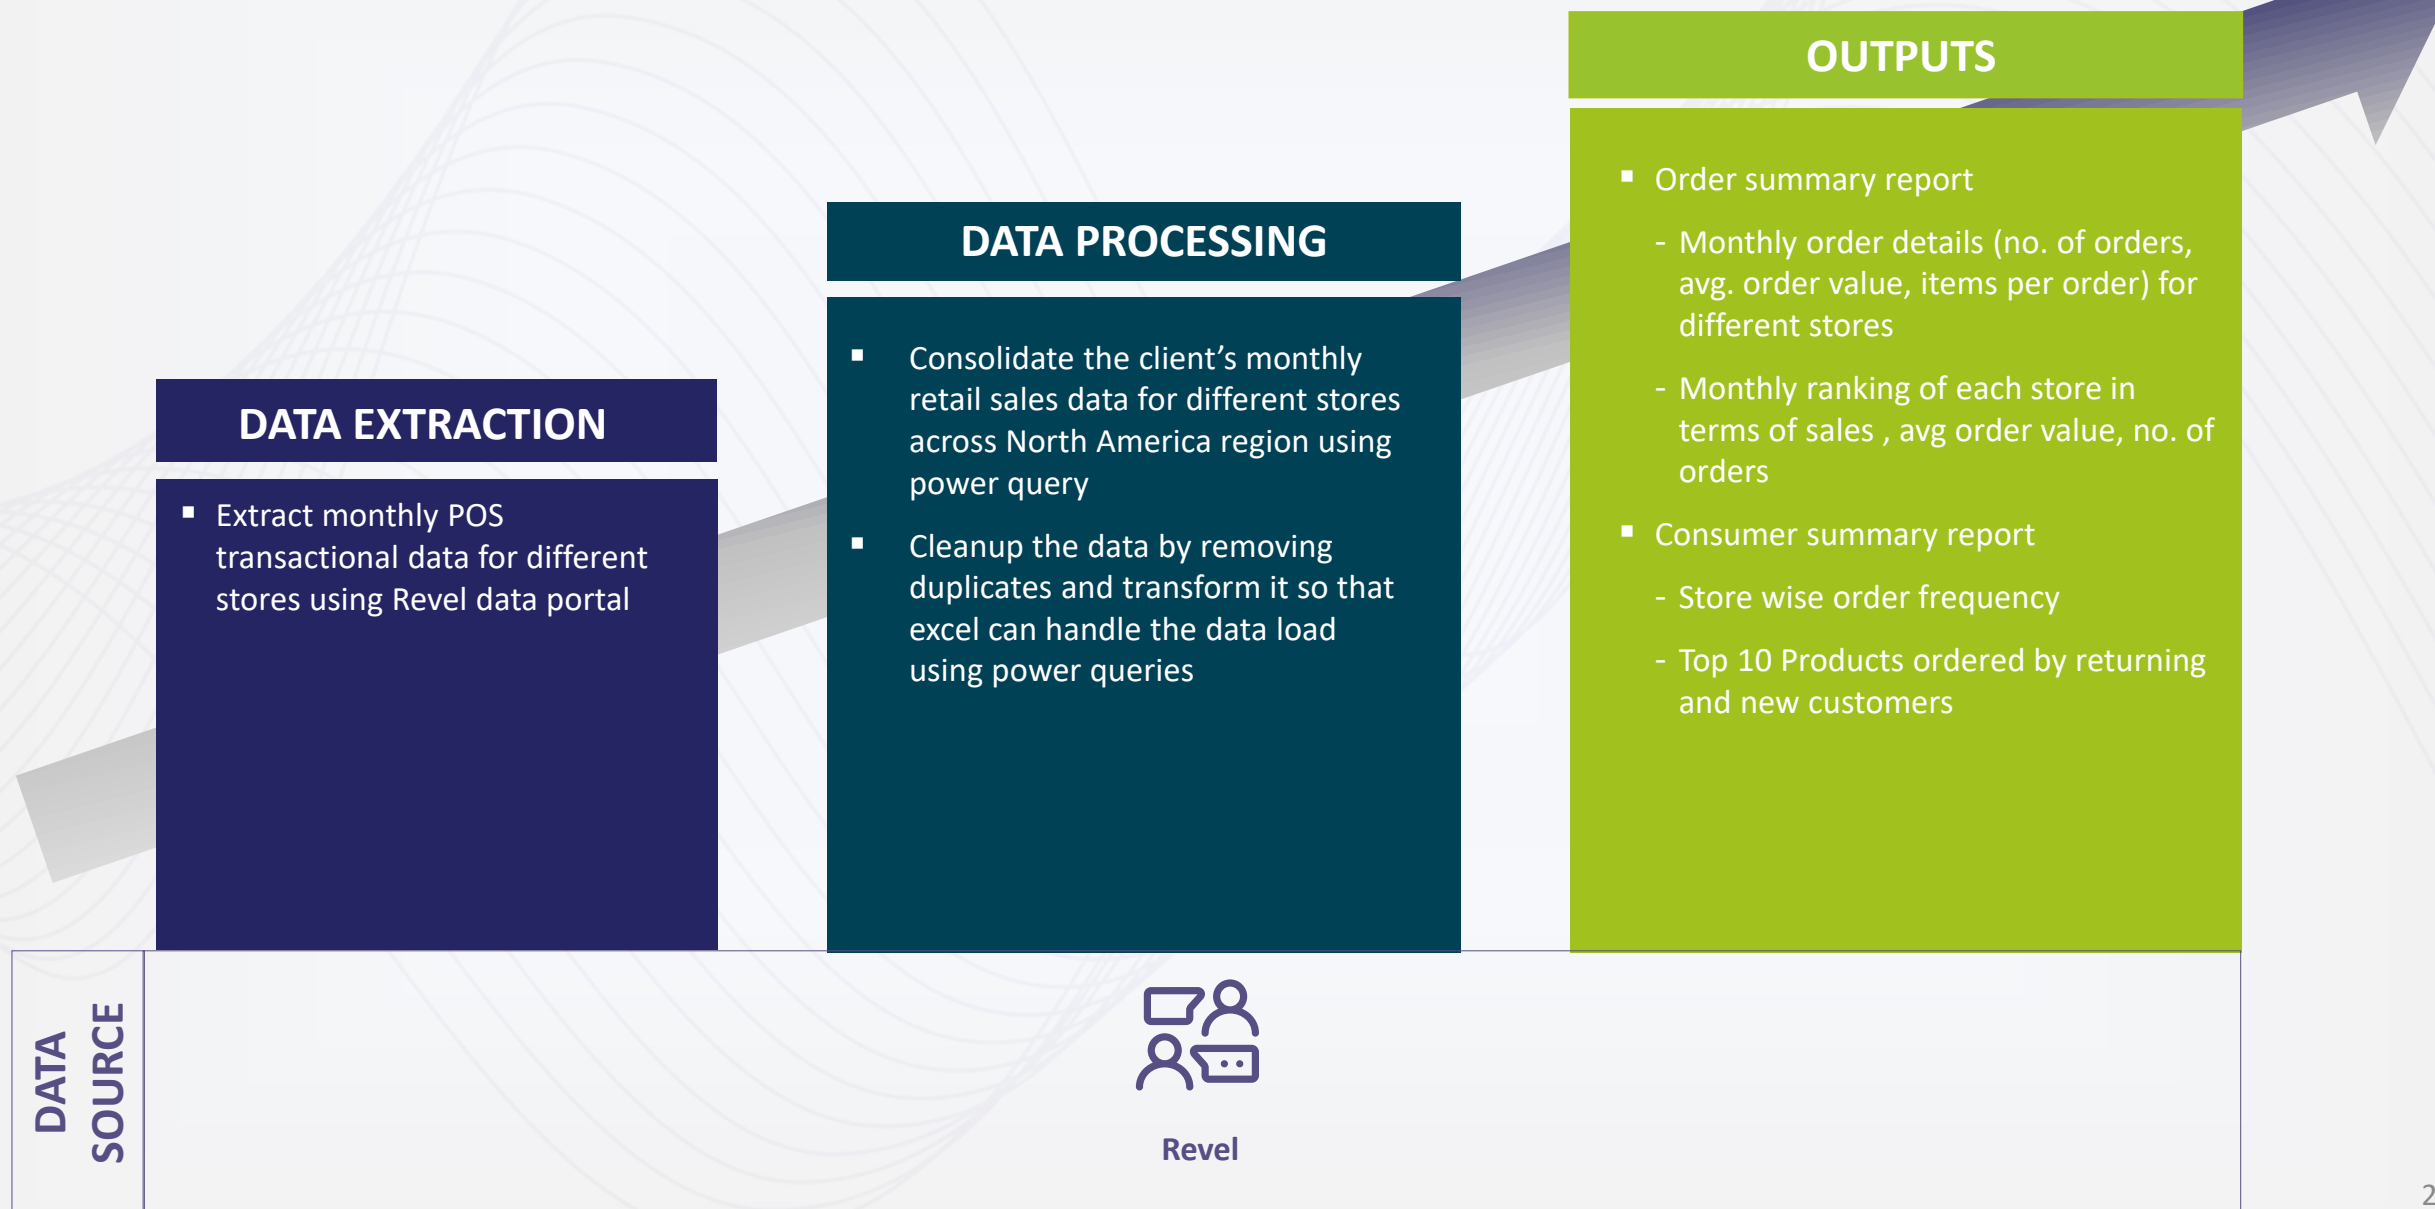 DATA EXTRACTION
▪ Extract monthly POS
transactional data for different
stores using Revel data portal
DATA PROCESSING
▪ Consolidate the client’s monthly
retail sales data for different stores
across North America region using
power query
▪ Cleanup the data by removing
duplicates and transform it so that
excel can handle the data load
using power queries
OUTPUTS
▪ Order summary report
- Monthly order details (no. of orders,
avg. order value, items per order) for
different stores
- Monthly ranking of each store in
terms of sales , avg order value, no. of
orders
▪ Consumer summary report
- Store wise order frequency
- Top 10 Products ordered by returning
and new customers
DATA
SOURCE
Revel
2